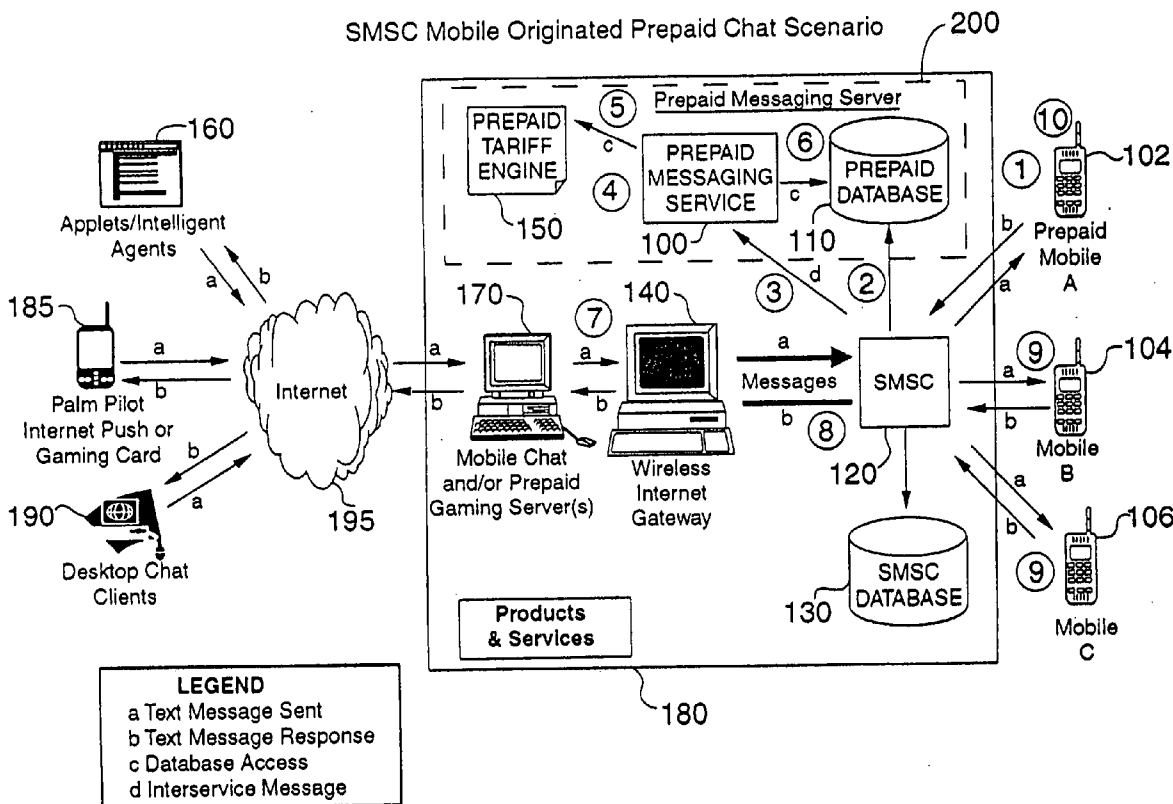 SMSC Mobile Originated Prepaid Chat Scenario
200
Prepaid Messaging Server
PREPAID
TARIFF
ENGINE
150
5
c
4
PREPAID
MESSAGING
SERVICE
100
6
c
PREPAID
DATABASE
110
10
1
102
b
a
Prepaid
Mobile
A
160
Applets/Intelligent
Agents
a
b
185
a
b
Palm Pilot
Internet Push or
Gaming Card
b
a
190
Desktop Chat
Clients
Internet
195
a
b
170
Mobile Chat
and/or Prepaid
Gaming Server(s)
7
a
b
140
Wireless
Internet
Gateway
3
d
2
a
Messages
b
8
SMSC
120
a
b
9
104
Mobile
B
a
b
9
106
Mobile
C
SMSC
DATABASE
130
Products
& Services
180
LEGEND
a Text Message Sent
b Text Message Response
c Database Access
d Interservice Message